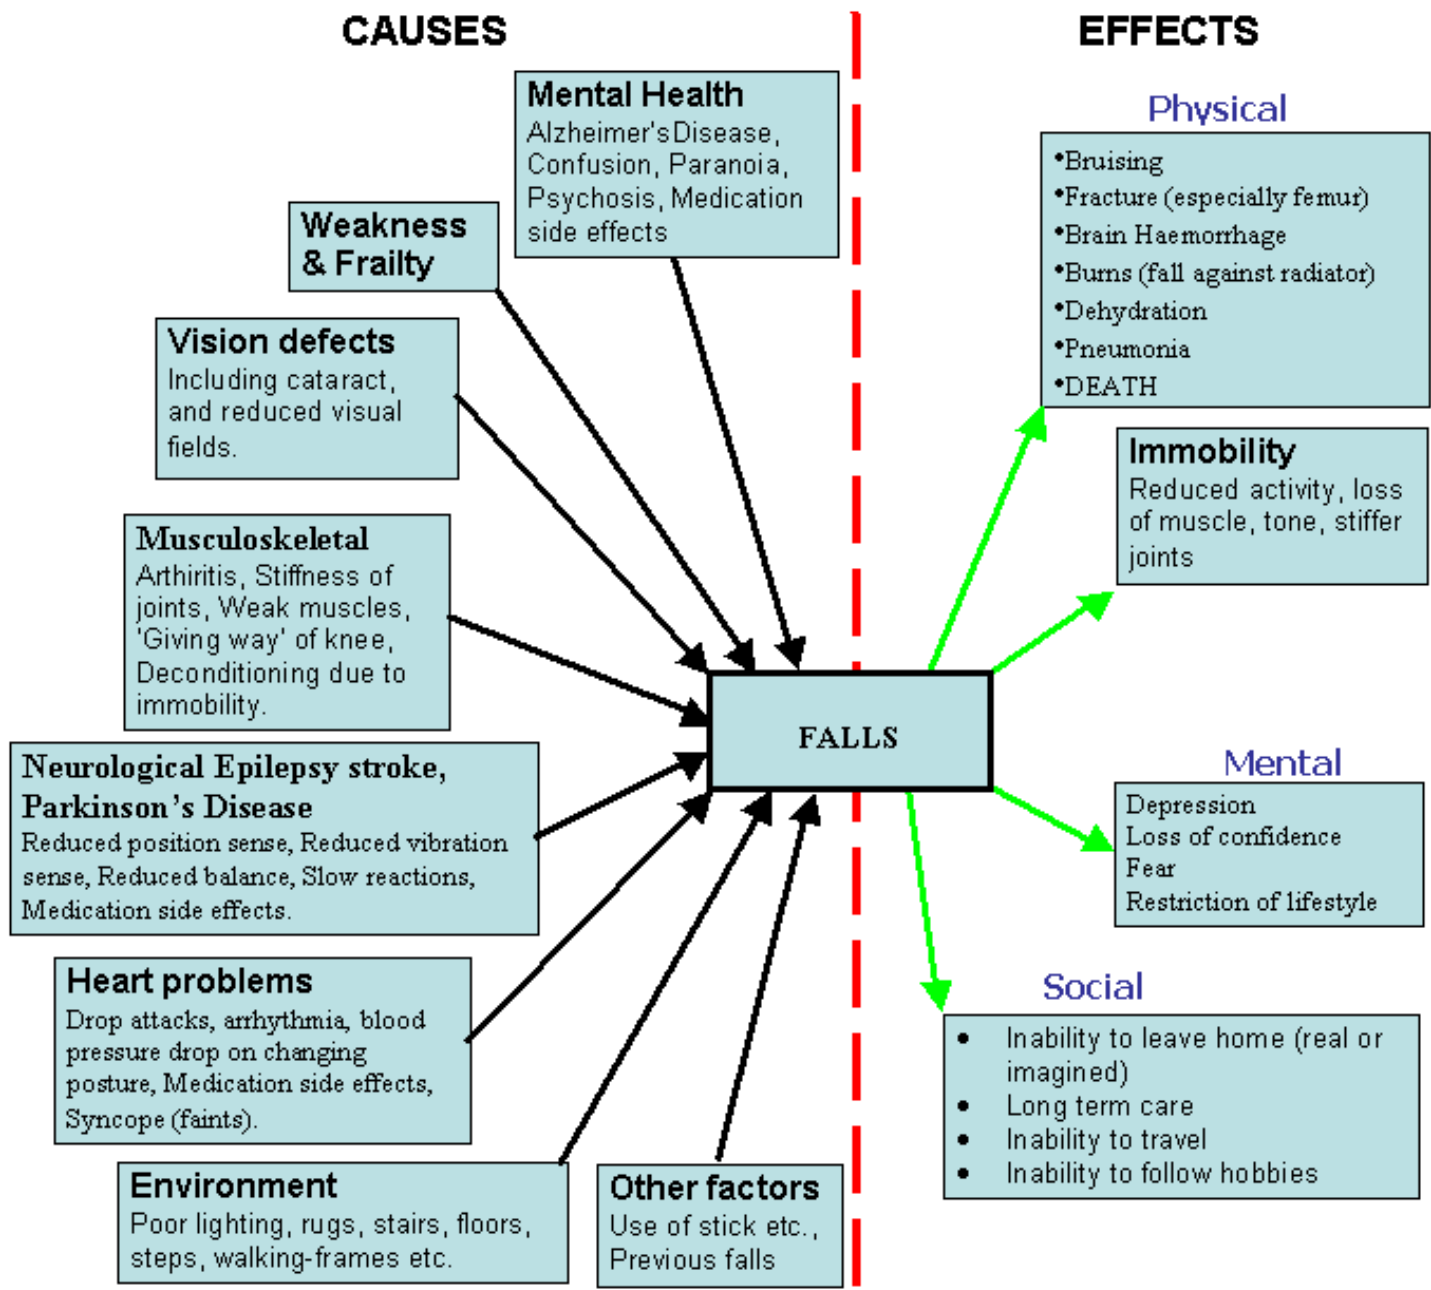 CAUSES
EFFECTS
Mental Health
Alzheimer's Disease,
Confusion, Paranoia,
Psychosis, Medication
side effects
Weakness
& Frailty
Vision defects
Including cataract,
and reduced visual
fields.
Musculoskeletal
Arthiritis, Stiffness of
joints, Weak muscles,
'Giving way' of knee,
Deconditioning due to
immobility.
Neurological Epilepsy stroke,
Parkinson's Disease
Reduced position sense, Reduced vibration
sense, Reduced balance, Slow reactions,
Medication side effects.
Heart problems
Drop attacks, arrhythmia, blood
pressure drop on changing
posture, Medication side effects,
Syncope (faints).
Environment
Poor lighting, rugs, stairs, floors,
steps, walking-frames etc.
Other factors
Use of stick etc.,
Previous falls
FALLS
Physical
•Bruising
•Fracture (especially femur)
•Brain Haemorrhage
•Burns (fall against radiator)
•Dehydration
•Pneumonia
•DEATH
Immobility
Reduced activity, loss
of muscle, tone, stiffer
joints
Mental
Depression
Loss of confidence
Fear
Restriction of lifestyle
Social
• Inability to leave home (real or
imagined)
• Long term care
• Inability to travel
• Inability to follow hobbies